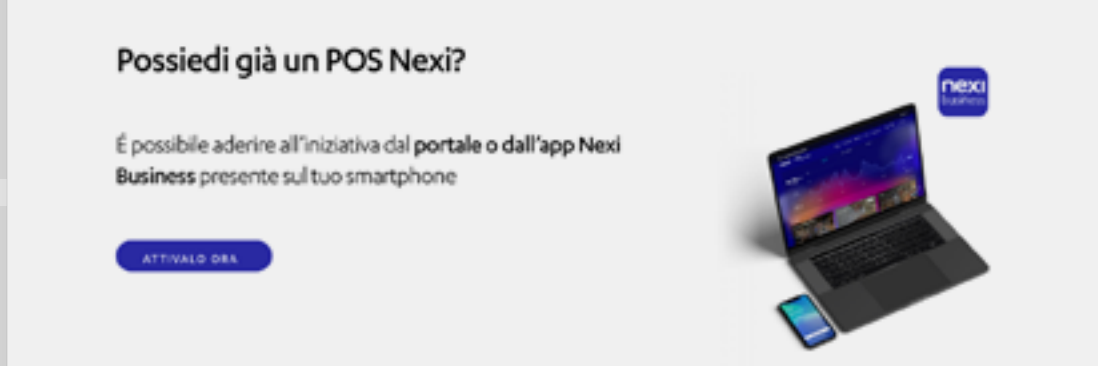 Possiedi già un POS Nexi?
nexi
business
É possibile aderire all'iniziativa dal portale o dall'app Nexi
Business presente sul tuo smartphone
ATTIVALO ORA